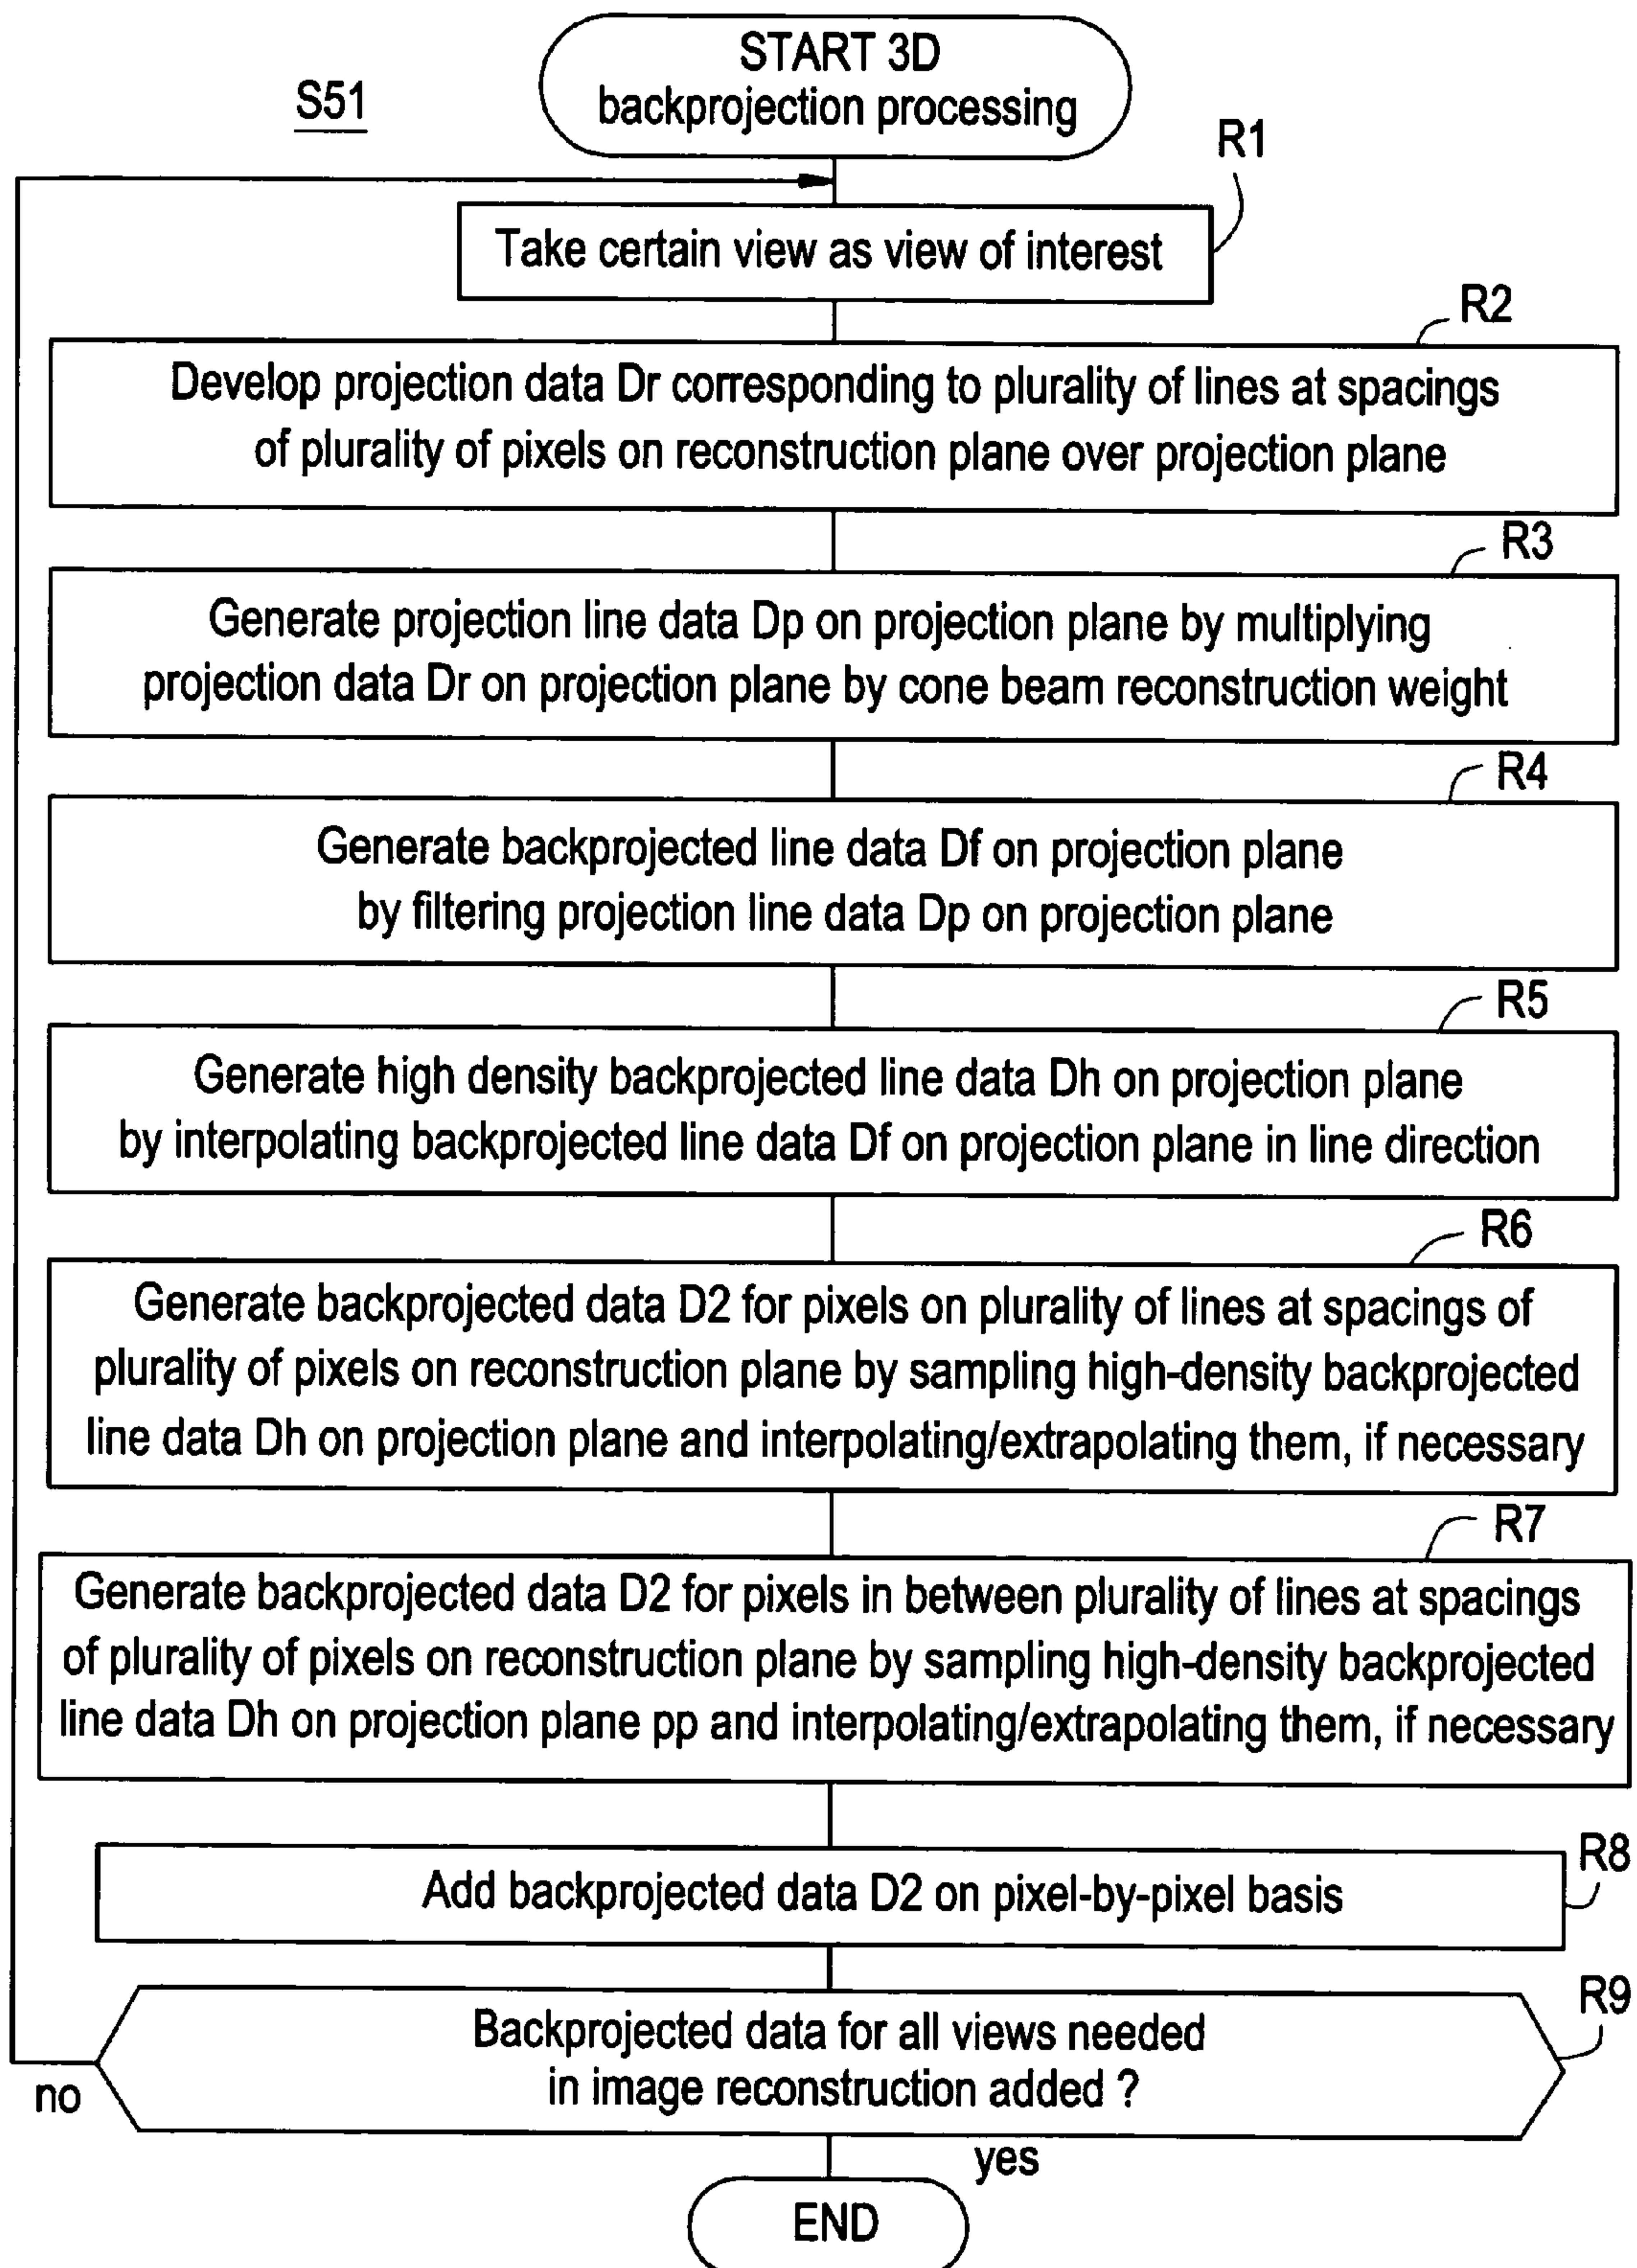 START 3D
backprojection processing
S51
R1
Take certain view as view of interest
R2
Develop projection data Dr corresponding to plurality of lines at spacings
of plurality of pixels on reconstruction plane over projection plane
R3
Generate projection line data Dp on projection plane by multiplying
projection data Dr on projection plane by cone beam reconstruction weight
R4
Generate backprojected line data Df on projection plane
by filtering projection line data Dp on projection plane
R5
Generate high density backprojected line data Dh on projection plane
by interpolating backprojected line data Df on projection plane in line direction
R6
Generate backprojected data D2 for pixels on plurality of lines at spacings of
plurality of pixels on reconstruction plane by sampling high-density backprojected
line data Dh on projection plane and interpolating/extrapolating them, if necessary
R7
Generate backprojected data D2 for pixels in between plurality of lines at spacings
of plurality of pixels on reconstruction plane by sampling high-density backprojected
line data Dh on projection plane pp and interpolating/extrapolating them, if necessary
R8
Add backprojected data D2 on pixel-by-pixel basis
R9
Backprojected data for all views needed
in image reconstruction added ?
no
yes
END